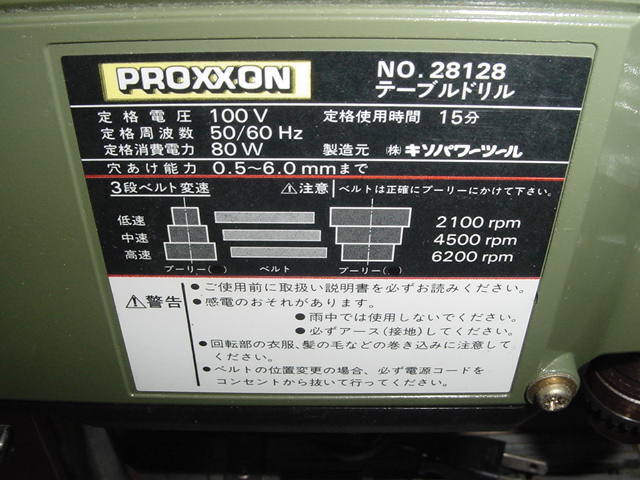 PROXXON
NO.28128
テーブルドリル
定格電圧 100V 定格使用時間 15分
定格周波数 50/60 Hz
定格消費電力 80W 製造元 ㈱ キソパワーツール
穴あけ能力 0.5～6.0mmまで
3段ベルト変速 ⚠注意 ベルトは正確にプーリーにかけて下さい。
低速 2100 rpm
中速 4500 rpm
高速 6200 rpm
プーリー( ) ベルト プーリー( )
⚠警告
●ご使用前に取扱い説明書を必ずお読みください。
●感電のおそれがあります。
●雨中では使用しないでください。
●必ずアース(接地)してください。
●回転部の衣服、髪の毛などの巻き込みに注意して
ください。
●ベルトの位置変更の場合、必ず電源コードを
コンセントから抜いて行ってください。